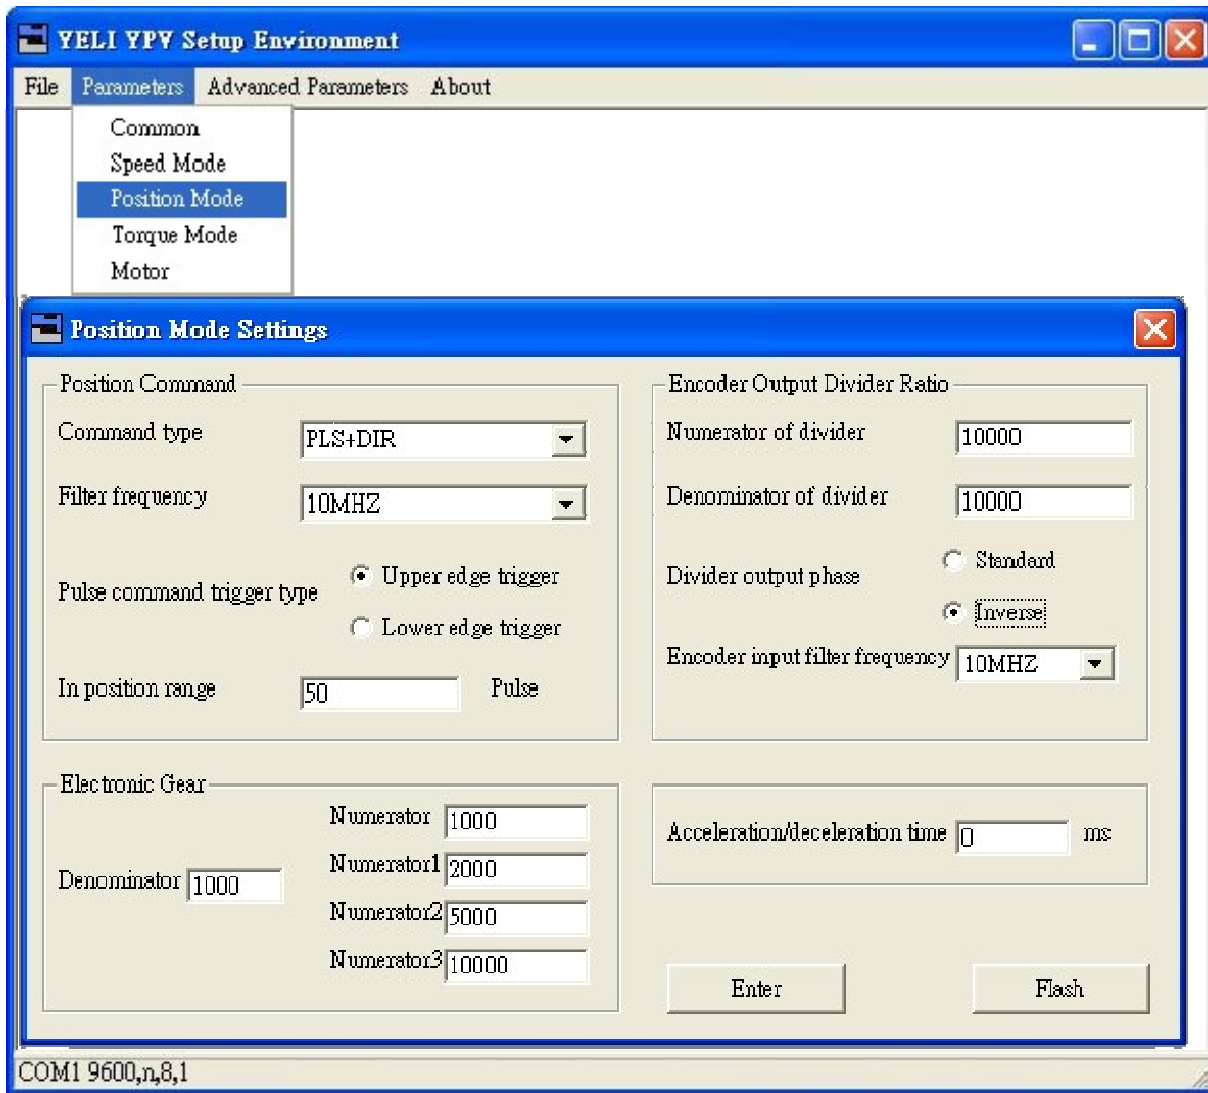 YELI YPV Setup Environment
File Parameters Advanced Parameters About
Common
Speed Mode
Position Mode
Torque Mode
Motor
Position Mode Settings
Position Command
Command type PLS+DIR
Filter frequency 10MHZ
Pulse command trigger type
Upper edge trigger
Lower edge trigger
In position range 50 Pulse
Encoder Output Divider Ratio
Numerator of divider 10000
Denominator of divider 10000
Divider output phase
Standard
Inverse
Encoder input filter frequency 10MHZ
Electronic Gear
Denominator 1000
Numerator 1000
Numerator1 2000
Numerator2 5000
Numerator3 10000
Acceleration/deceleration time 0 ms
Enter Flash
COM1 9600,n,8,1